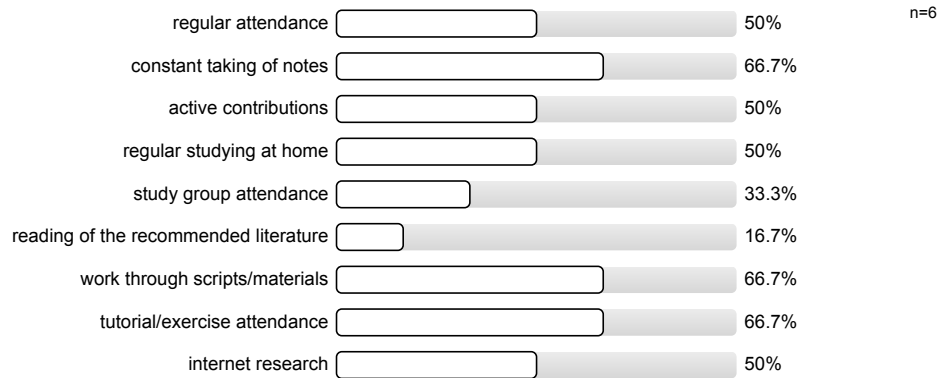 n=6
regular attendance 50%
constant taking of notes 66.7%
active contributions 50%
regular studying at home 50%
study group attendance 33.3%
reading of the recommended literature 16.7%
work through scripts/materials 66.7%
tutorial/exercise attendance 66.7%
internet research 50%